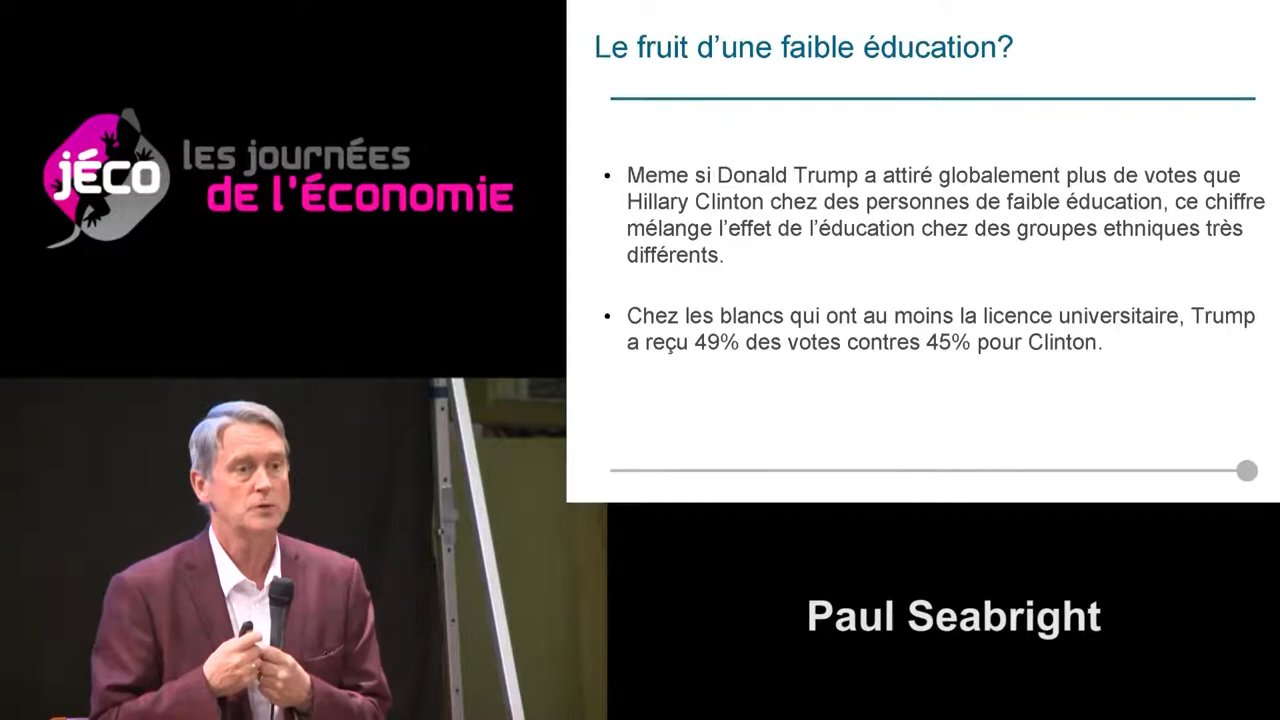 jéco
les journées
de l'économie
Le fruit d'une faible éducation?
• Meme si Donald Trump a attiré globalement plus de votes que
Hillary Clinton chez des personnes de faible éducation, ce chiffre
mélange l'effet de l'éducation chez des groupes ethniques très
différents.
• Chez les blancs qui ont au moins la licence universitaire, Trump
a reçu 49% des votes contres 45% pour Clinton.
Paul Seabright